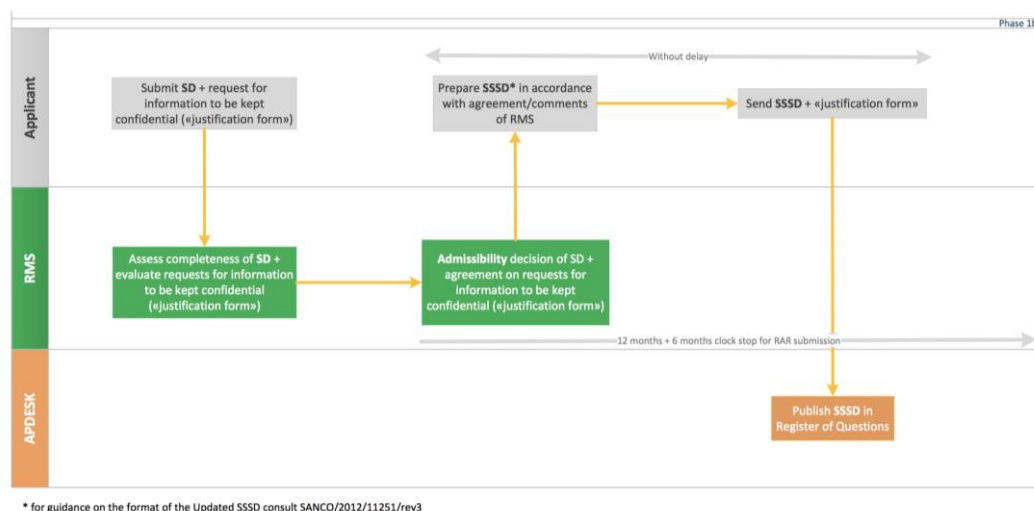 Phase 1b
Without delay
Applicant
Submit SD + request for
information to be kept
confidential («justification form»)
Prepare SSSD* in accordance
with agreement/comments
of RMS
Send SSSD + «justification form»
RMS
Assess completeness of SD +
evaluate requests for information
to be kept confidential
(«justification form»)
Admissibility decision of SD +
agreement on requests for
information to be kept
confidential («justification form»)
12 months + 6 months clock stop for RAR submission
APDESK
Publish SSSD in
Register of Questions
* for guidance on the format of the Updated SSSD consult SANCO/2012/11251/rev3